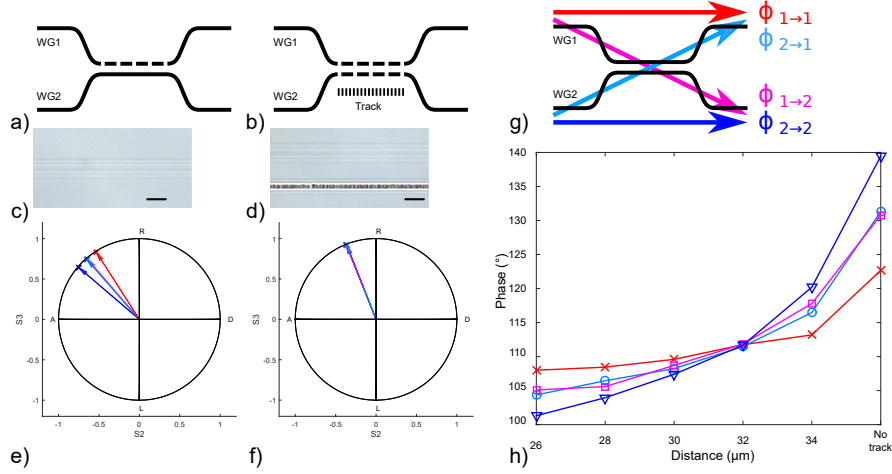 WG1
WG2
a)
WG1
WG2
Track
b)
WG1
WG2
g)
ϕ 1→1
ϕ 2→1
ϕ 1→2
ϕ 2→2
c)
d)
R
A
D
L
1
0.5
0
-0.5
-1
S3
-1
-0.5
0
0.5
1
S2
e)
R
A
D
L
1
0.5
0
-0.5
-1
S3
-1
-0.5
0
0.5
1
S2
f)
140
135
130
125
120
115
110
105
100
Phase (°)
26
28
30
32
34
No
track
Distance (μm)
h)